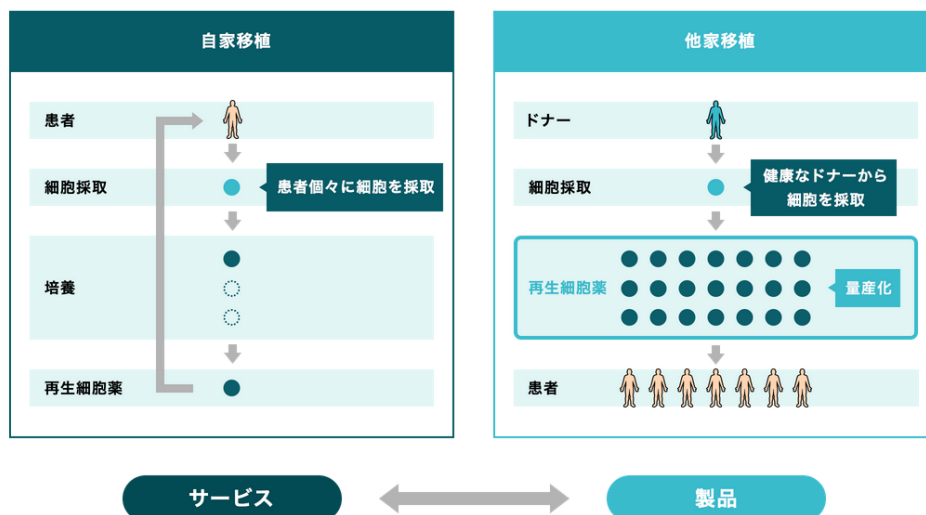 自家移植
患者
細胞採取
患者個々に細胞を採取
培養
再生細胞薬
他家移植
ドナー
細胞採取
健康なドナーから
細胞を採取
再生細胞薬
量産化
患者
サービス
製品